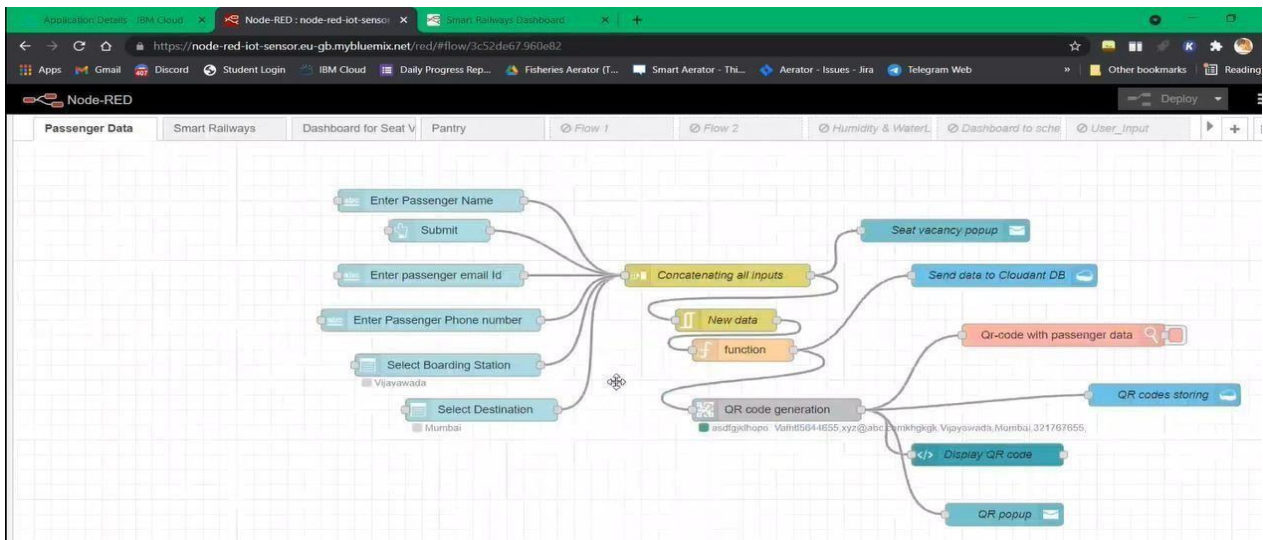 Application Details - IBM Cloud
Node-RED : node-red-iot-sensor
Smart Railways Dashboard
https://node-red-iot-sensor.eu-gb.mybluemix.net/red/#flow/3c52de67.960e82
Apps Gmail Discord Student Login IBM Cloud Daily Progress Rep... Fisheries Aerator (T... Smart Aerator - Thi... Aerator - Issues - Jira Telegram Web » Other bookmarks Reading
Node-RED Deploy
Passenger Data Smart Railways Dashboard for Seat V Pantry Flow 1 Flow 2 Humidity & WaterL Dashboard to sche User_Input
Enter Passenger Name
Submit
Seat vacancy popup
Enter passenger email Id
Concatenating all inputs
Send data to Cloudant DB
Enter Passenger Phone number
New data
Qr-code with passenger data
function
Select Boarding Station
Vijayawada
QR codes storing
Select Destination
QR code generation
Mumbai
Vijayawada,Mumbai,321767655,
Display QR code
QR popup